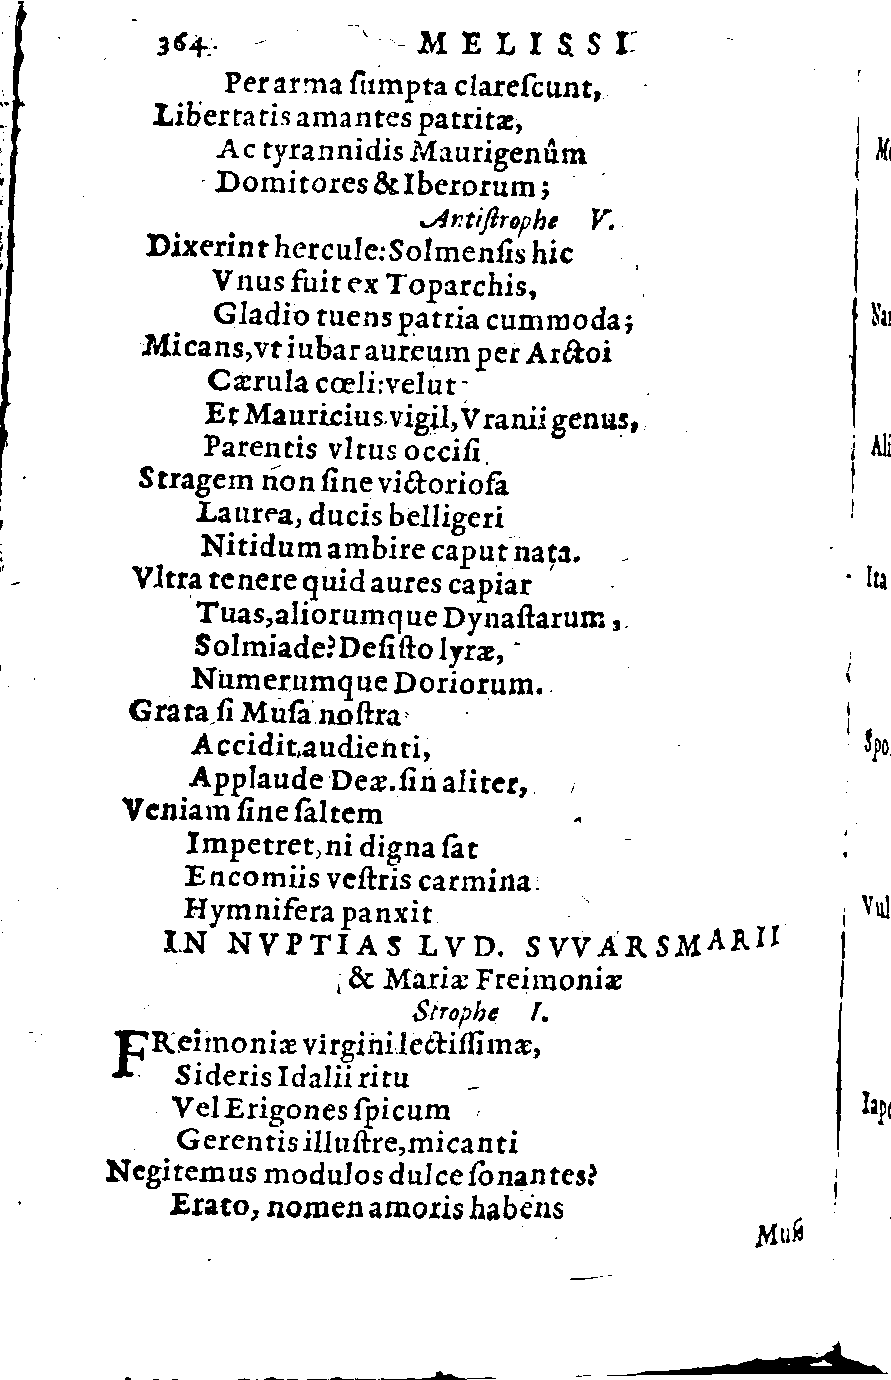 364. MELISSI
Per arma ſumpta clareſcunt,
Libertatis amantes patritæ,
Ac tyrannidis Maurigenûm
Domitores & Iberorum;
Antiſtrophe V.
Dixerint hercule: Solmenſis hic
Vnus fuit ex Toparchis,
Gladio tuens patria cummoda;
Micans, vt iubar aureum per Arctoi
Cærula cœli: velut
Et Mauricius vigil, Vranii genus,
Parentis vltus occiſi
Stragem non ſine victorioſa
Laurea, ducis belligeri
Nitidum ambire caput nata.
Vltra tenere quid aures capiar
Tuas, aliorumque Dynaſtarum,
Solmiade? Deſiſto lyræ,
Numerumque Doriorum.
Grata ſi Muſa noſtra
Accidit audienti,
Applaude Deæ. ſin aliter,
Veniam ſine ſaltem
Impetret, ni digna ſat
Encomiis veſtris carmina
Hymnifera panxit
IN NVPTIAS LVD. SVVARSMARII
& Mariæ Freimoniæ
Strophe I.
FReimoniæ virgini lectiſſimæ,
Sideris Idalii ritu
Vel Erigones ſpicum
Gerentis illuſtre, micanti
Negitemus modulos dulce ſonantes?
Erato, nomen amoris habens
Muſ
Nar
Ali
Ita
Spo
Vul
Iape